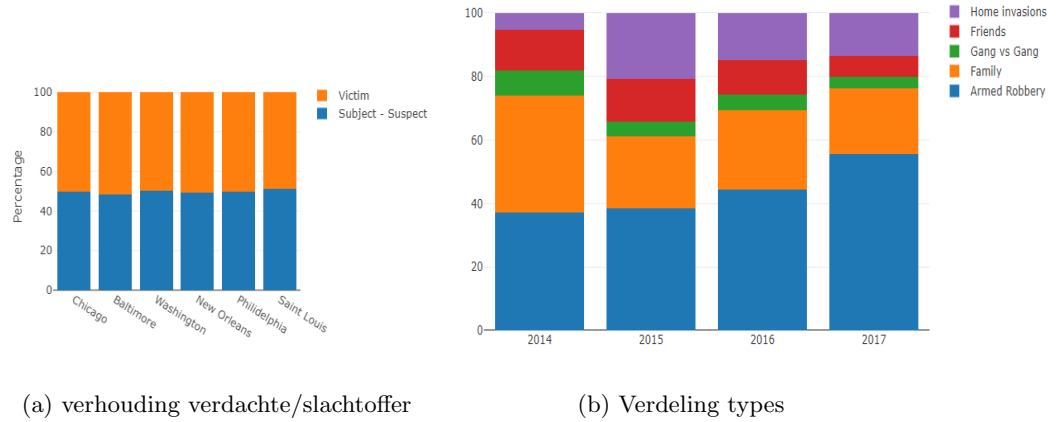 Percentage
100
80
60
40
20
0
Chicago
Baltimore
Washington
New Orleans
Philidelphia
Saint Louis
Victim
Subject - Suspect
(a) verhouding verdachte/slachtoffer
100
80
60
40
20
0
2014
2015
2016
2017
Home invasions
Friends
Gang vs Gang
Family
Armed Robbery
(b) Verdeling types